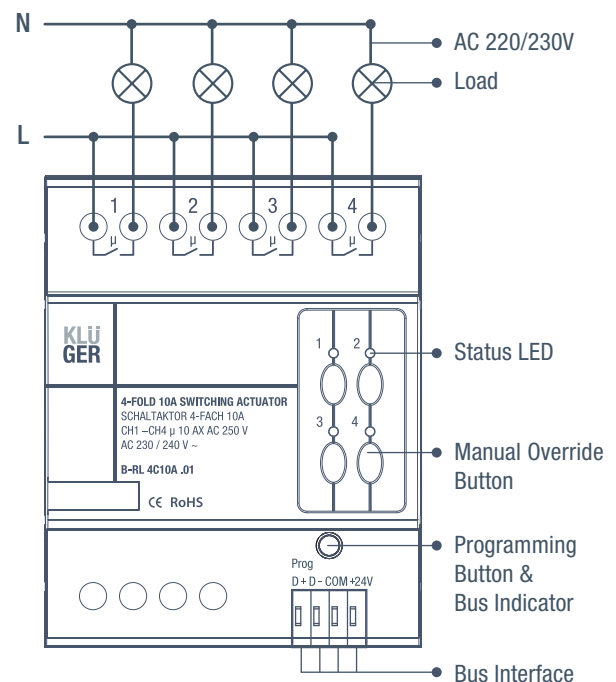 N
AC 220/230V
Load
L
1 2 3 4
µ µ µ µ
KLÜ
GER
1 2
Status LED
4-FOLD 10A SWITCHING ACTUATOR
SCHALTAKTOR 4-FACH 10A
CH1 –CH4 µ 10 AX AC 250 V
AC 230 / 240 V ~
B-RL 4C10A .01
CE RoHS
3 4
Manual Override
Button
Programming
Button &
Bus Indicator
Prog
D + D - COM +24V
Bus Interface